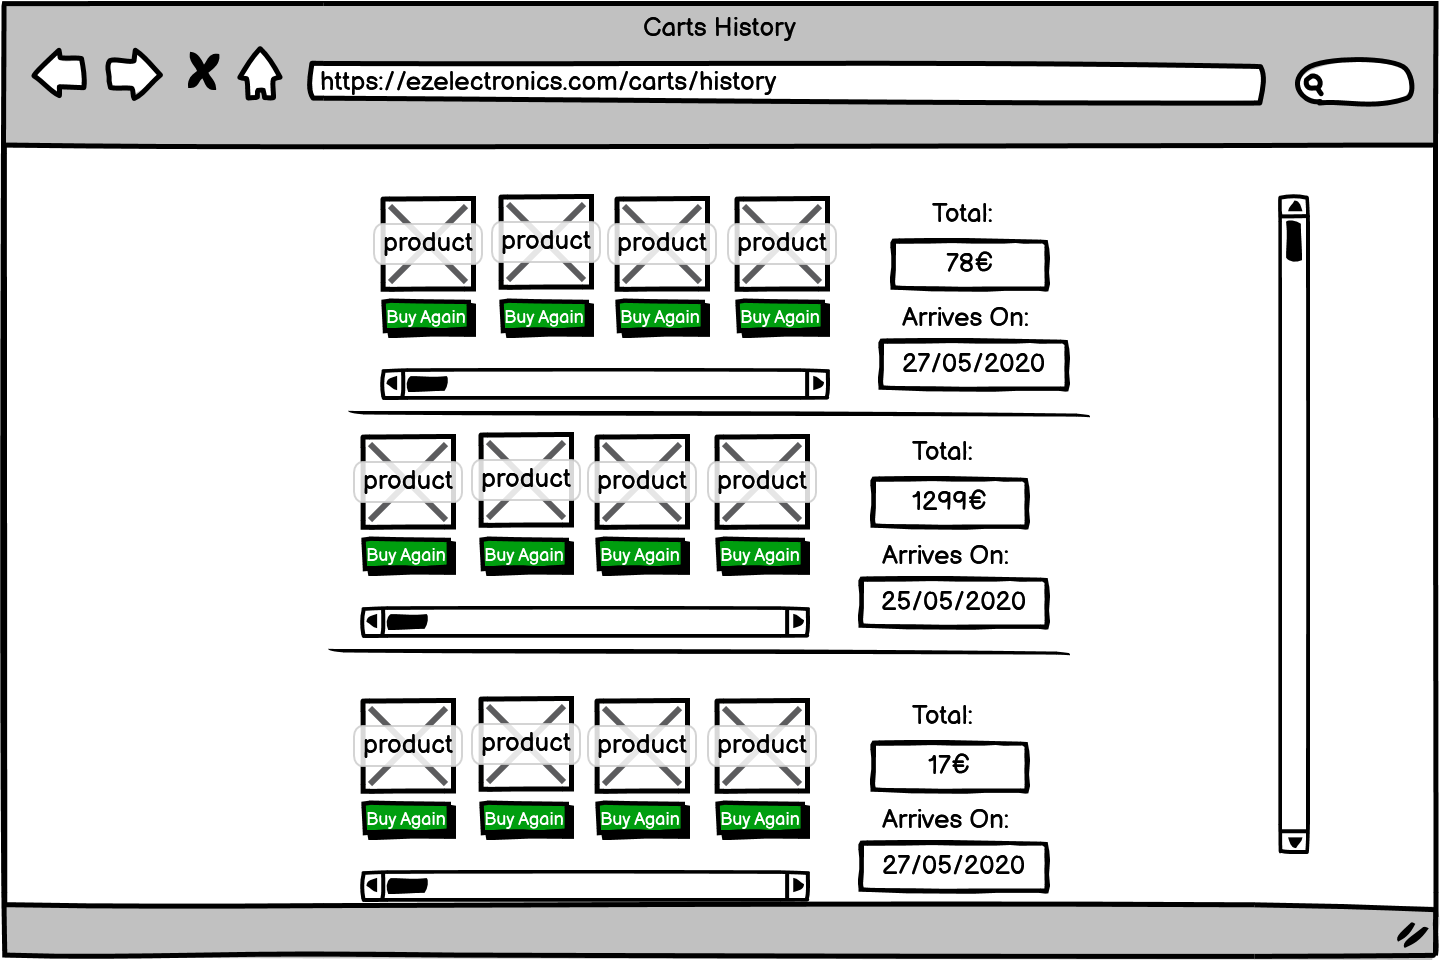 Carts History
https://ezelectronics.com/carts/history
product product product product
Buy Again Buy Again Buy Again Buy Again
Total:
78€
Arrives On:
27/05/2020
product product product product
Buy Again Buy Again Buy Again Buy Again
Total:
1299€
Arrives On:
25/05/2020
product product product product
Buy Again Buy Again Buy Again Buy Again
Total:
17€
Arrives On:
27/05/2020